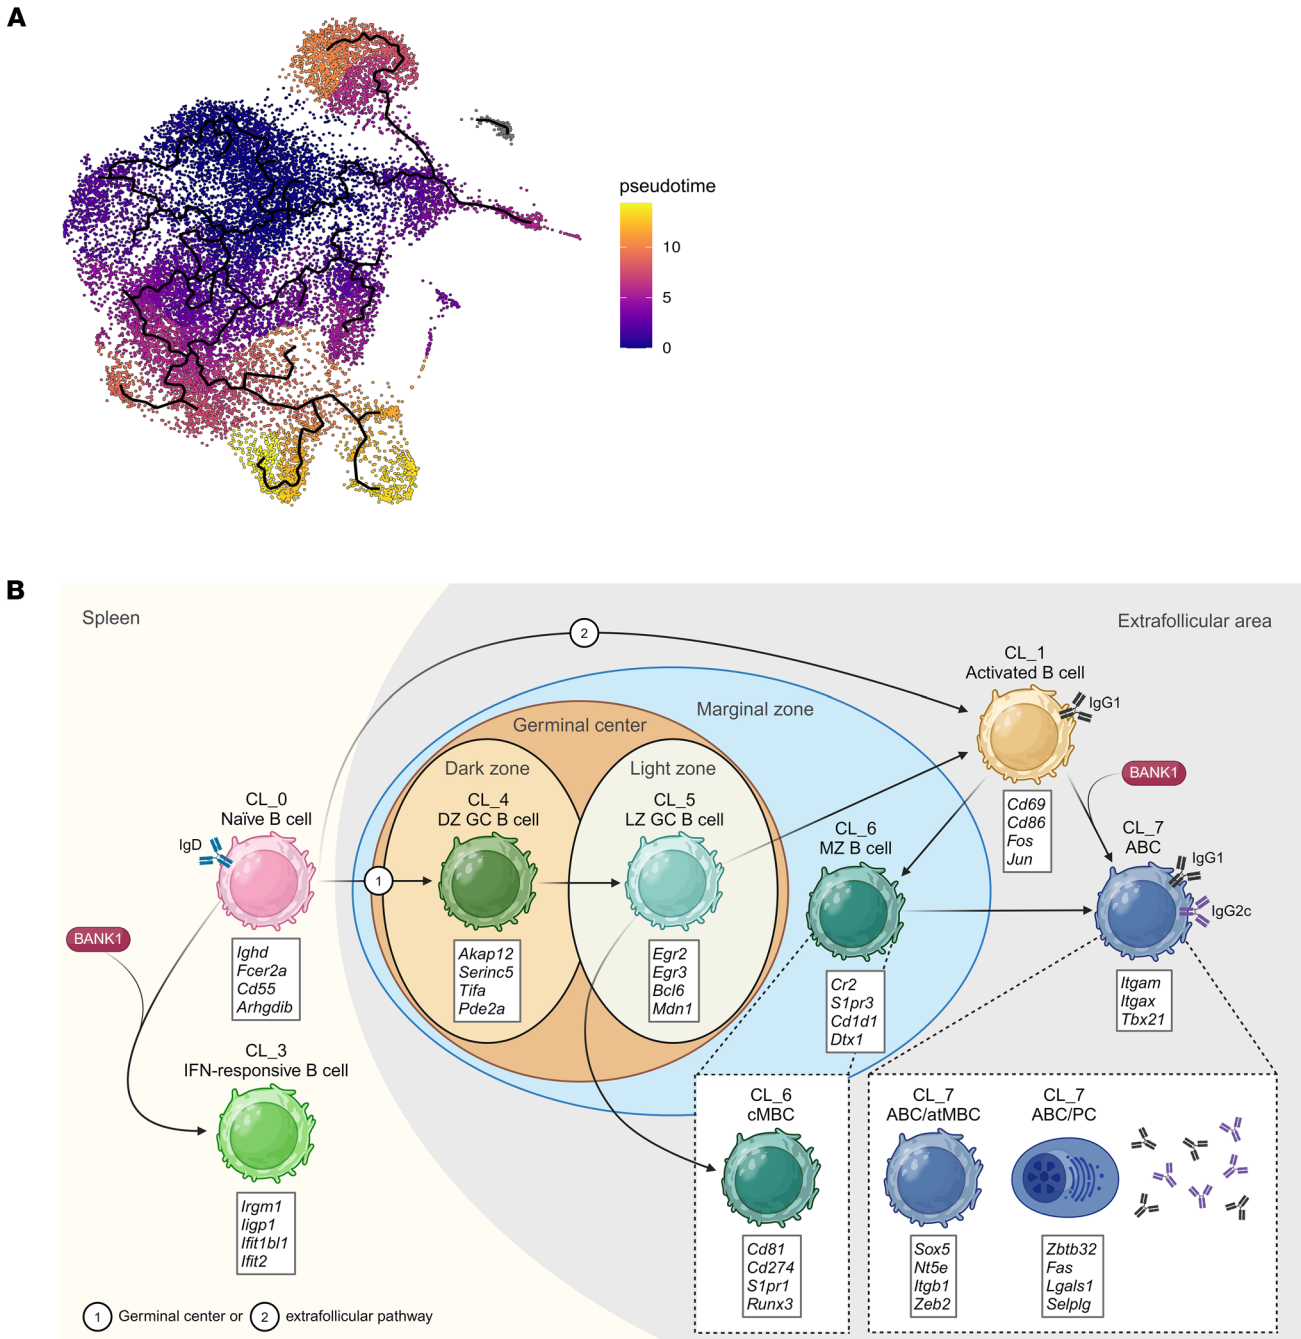 A
pseudotime
10
5
0
B
Spleen
Extrafollicular area
2
CL_1
Activated B cell
IgG1
Marginal zone
Germinal center
Dark zone
Light zone
BANK1
CL_0
Naïve B cell
CL_4
DZ GC B cell
CL_5
LZ GC B cell
Cd69
Cd86
Fos
Jun
CL_6
MZ B cell
CL_7
ABC
IgD
IgG1
1
IgG2c
BANK1
Ighd
Fcer2a
Cd55
Arhgdib
Akap12
Serinc5
Tifa
Pde2a
Egr2
Egr3
Bcl6
Mdn1
Cr2
S1pr3
Cd1d1
Dtx1
Itgam
Itgax
Tbx21
CL_3
IFN-responsive B cell
CL_6
cMBC
CL_7
ABC/atMBC
CL_7
ABC/PC
Irgm1
Iigp1
Ifit1bl1
Ifit2
Cd81
Cd274
S1pr1
Runx3
Sox5
Nt5e
Itgb1
Zeb2
Zbtb32
Fas
Lgals1
Selplg
1 Germinal center or 2 extrafollicular pathway